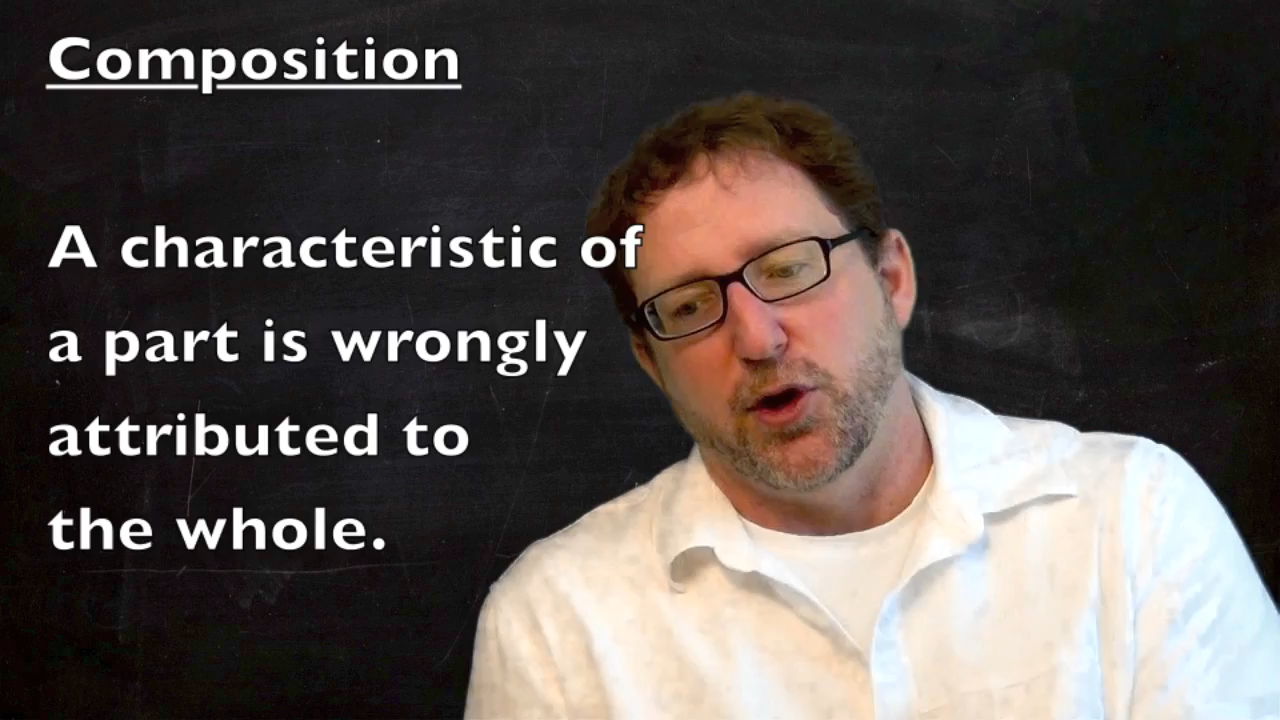 Composition
A characteristic of
a part is wrongly
attributed to
the whole.